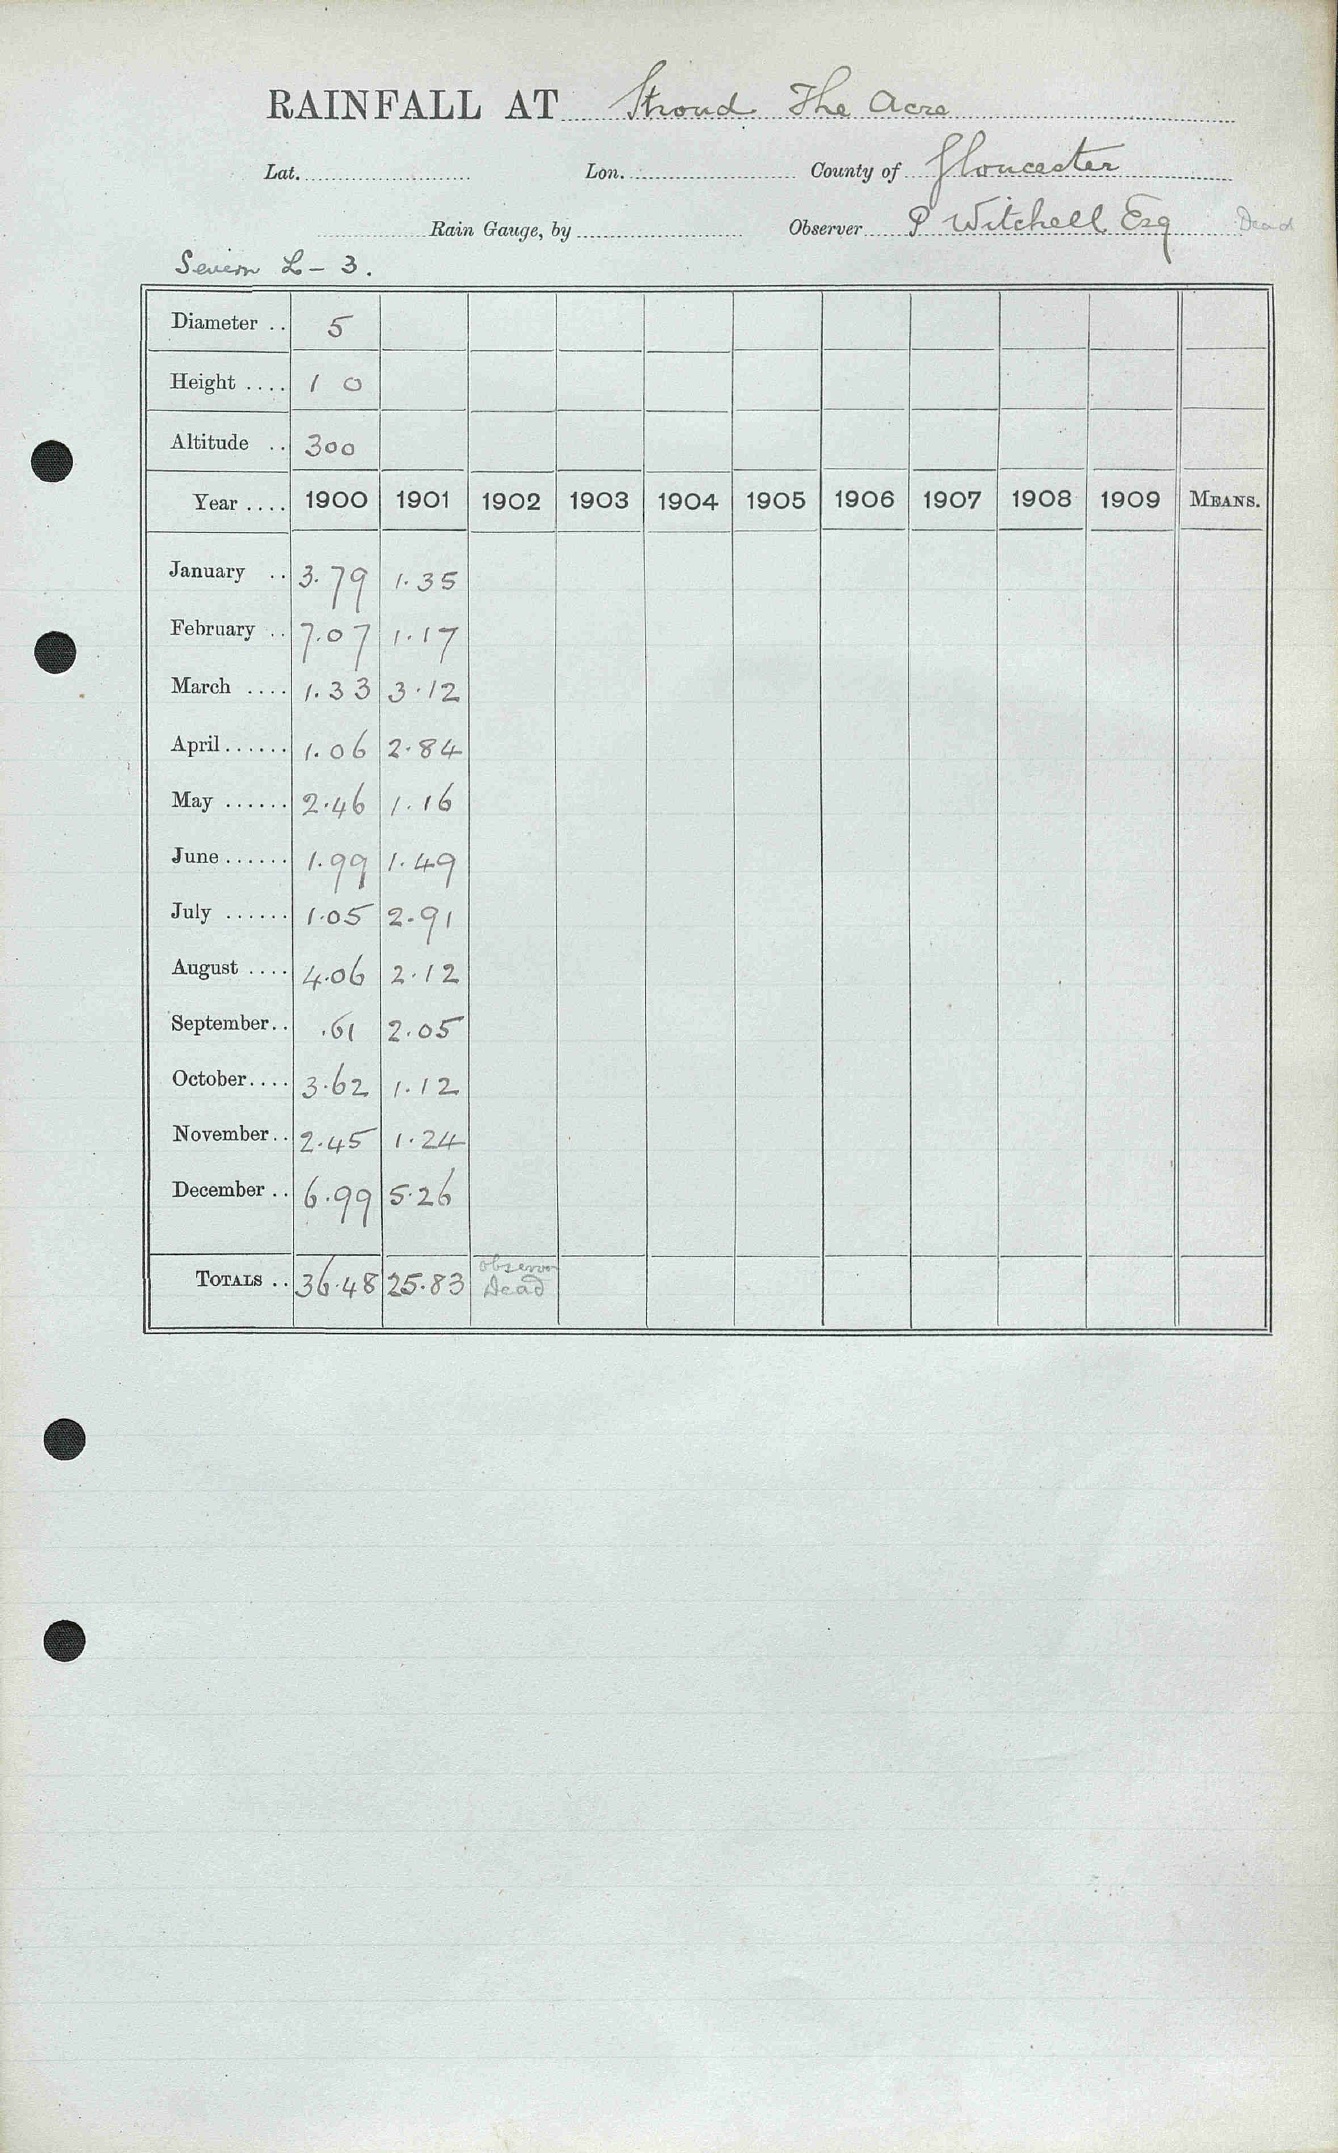 RAINFALL AT Stroud The Acre
Lat. Lon. County of Gloucester
Rain Gauge, by Observer P Witchell Esq Dead
Severn L - 3.
Diameter .. 5
Height .... 1 0
Altitude .. 300
Year .... 1900 1901 1902 1903 1904 1905 1906 1907 1908 1909 MEANS.
January .. 3.79 1.35
February .. 7.07 1.17
March .... 1.33 3.12
April ...... 1.06 2.84
May ...... 2.46 1.16
June ...... 1.99 1.49
July ...... 1.05 2.91
August .... 4.06 2.12
September .. .61 2.05
October .... 3.62 1.12
November .. 2.45 1.24
December .. 6.99 5.26
TOTALS .. 36.48 25.83 observer Dead